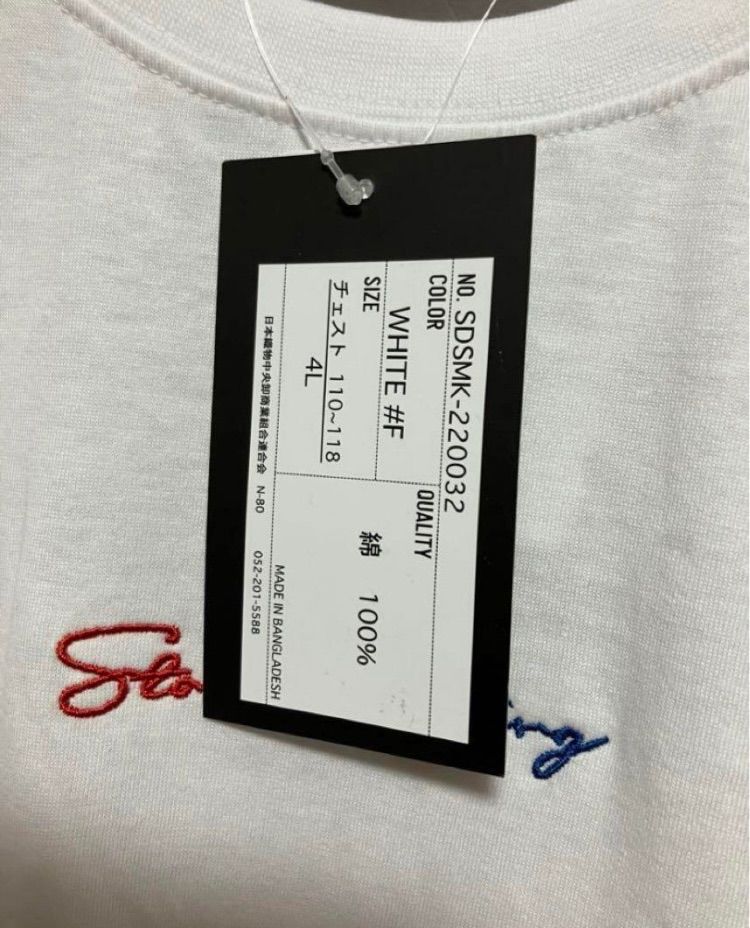 NO. SDSMK-220032
COLOR
WHITE #F
QUALITY
綿 100%
SIZE
チェスト 110~118
4L
MADE IN BANGLADESH
日本織物中央卸商業組合連合会 N-80 052-201-5588